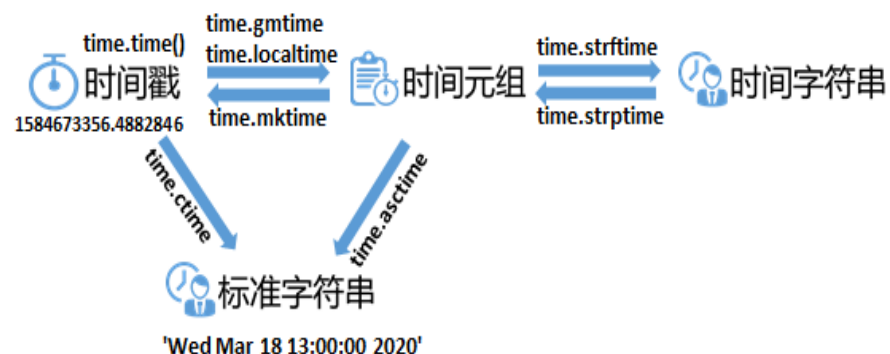 time.gmtime
time.time()
time.localtime
time.strftime
时间戳
时间元组
时间字符串
1584673356.4882846
time.mktime
time.strptime
time.ctime
time.asctime
标准字符串
'Wed Mar 18 13:00:00 2020'